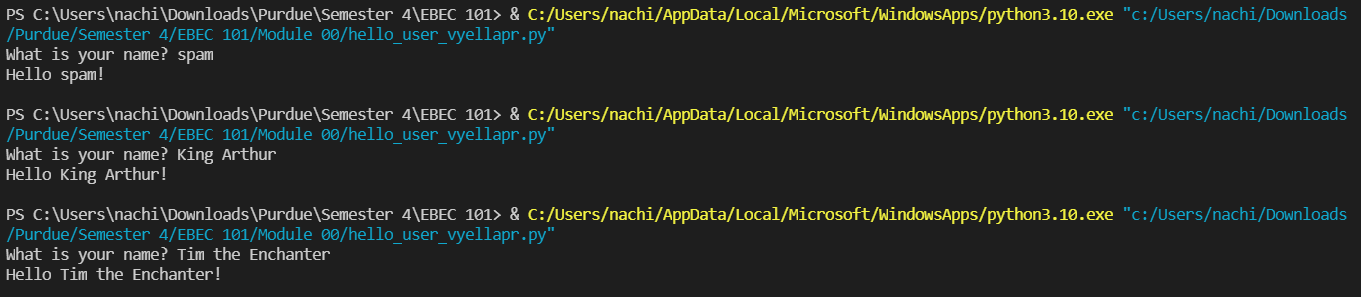 PS C:\Users\nachi\Downloads\Purdue\Semester 4\EBEC 101> & C:/Users/nachi/AppData/Local/Microsoft/WindowsApps/python3.10.exe "c:/Users/nachi/Downloads
/Purdue/Semester 4/EBEC 101/Module 00/hello_user_vyellapr.py"
What is your name? spam
Hello spam!
PS C:\Users\nachi\Downloads\Purdue\Semester 4\EBEC 101> & C:/Users/nachi/AppData/Local/Microsoft/WindowsApps/python3.10.exe "c:/Users/nachi/Downloads
/Purdue/Semester 4/EBEC 101/Module 00/hello_user_vyellapr.py"
What is your name? King Arthur
Hello King Arthur!
PS C:\Users\nachi\Downloads\Purdue\Semester 4\EBEC 101> & C:/Users/nachi/AppData/Local/Microsoft/WindowsApps/python3.10.exe "c:/Users/nachi/Downloads
/Purdue/Semester 4/EBEC 101/Module 00/hello_user_vyellapr.py"
What is your name? Tim the Enchanter
Hello Tim the Enchanter!